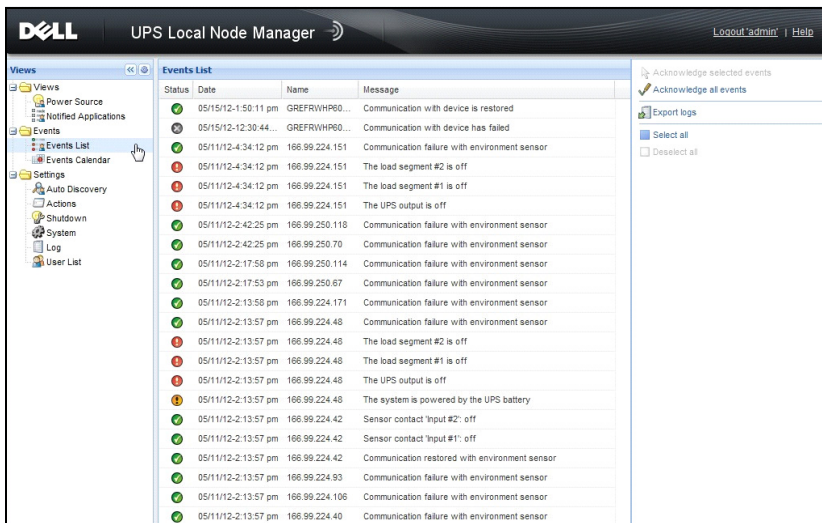 DELL UPS Local Node Manager Logout 'admin' | Help
Views
Views
Power Source
Notified Applications
Events
Events List
Events Calendar
Settings
Auto Discovery
Actions
Shutdown
System
Log
User List
Events List
Status Date Name Message
05/15/12-1:50:11 pm GREFRWHP60... Communication with device is restored
05/15/12-12:30:44... GREFRWHP60... Communication with device has failed
05/11/12-4:34:12 pm 166.99.224.151 Communication failure with environment sensor
05/11/12-4:34:12 pm 166.99.224.151 The load segment #2 is off
05/11/12-4:34:12 pm 166.99.224.151 The load segment #1 is off
05/11/12-4:34:12 pm 166.99.224.151 The UPS output is off
05/11/12-2:42:25 pm 166.99.250.118 Communication failure with environment sensor
05/11/12-2:42:25 pm 166.99.250.70 Communication failure with environment sensor
05/11/12-2:17:58 pm 166.99.250.114 Communication failure with environment sensor
05/11/12-2:17:53 pm 166.99.250.67 Communication failure with environment sensor
05/11/12-2:13:58 pm 166.99.224.171 Communication failure with environment sensor
05/11/12-2:13:57 pm 166.99.224.48 Communication failure with environment sensor
05/11/12-2:13:57 pm 166.99.224.48 The load segment #2 is off
05/11/12-2:13:57 pm 166.99.224.48 The load segment #1 is off
05/11/12-2:13:57 pm 166.99.224.48 The UPS output is off
05/11/12-2:13:57 pm 166.99.224.48 The system is powered by the UPS battery
05/11/12-2:13:57 pm 166.99.224.42 Sensor contact 'Input #2': off
05/11/12-2:13:57 pm 166.99.224.42 Sensor contact 'Input #1': off
05/11/12-2:13:57 pm 166.99.224.42 Communication restored with environment sensor
05/11/12-2:13:57 pm 166.99.224.93 Communication failure with environment sensor
05/11/12-2:13:57 pm 166.99.224.106 Communication failure with environment sensor
05/11/12-2:13:57 pm 166.99.224.40 Communication failure with environment sensor
Acknowledge selected events
Acknowledge all events
Export logs
Select all
Deselect all